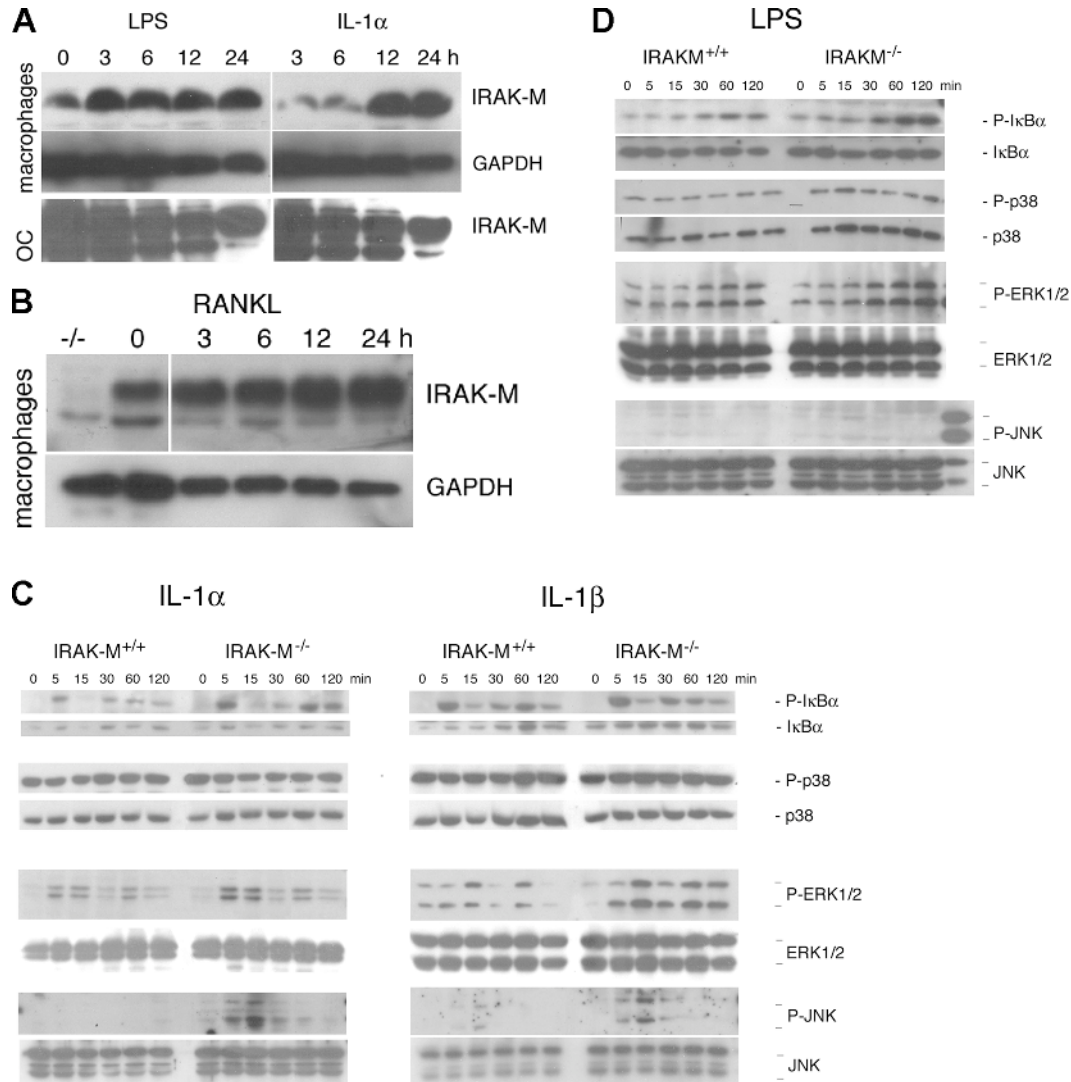 A
LPS IL-1α
0 3 6 12 24 3 6 12 24 h
macrophages
IRAK-M
GAPDH
OC
IRAK-M
B
RANKL
-/- 0 3 6 12 24 h
macrophages
IRAK-M
GAPDH
C
IL-1α IL-1β
IRAK-M+/+ IRAK-M-/- IRAK-M+/+ IRAK-M-/-
0 5 15 30 60 120 0 5 15 30 60 120 min 0 5 15 30 60 120 0 5 15 30 60 120 min
- P-IκBα
- IκBα
- P-p38
- p38
P-ERK1/2
ERK1/2
P-JNK
JNK
D
LPS
IRAKM+/+ IRAKM-/-
0 5 15 30 60 120 0 5 15 30 60 120 min
- P-IκBα
- IκBα
- P-p38
- p38
P-ERK1/2
ERK1/2
P-JNK
JNK